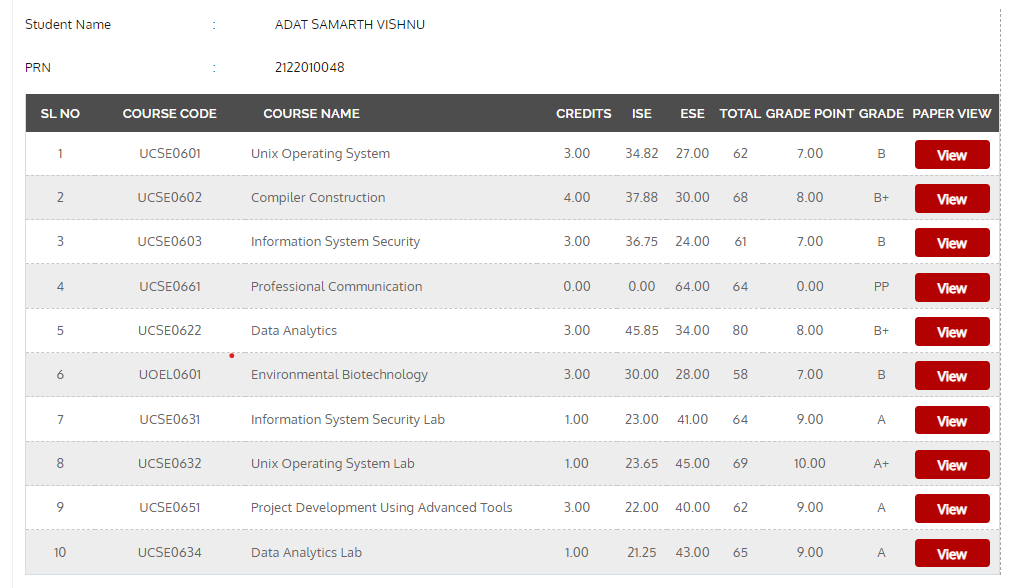 Student Name : ADAT SAMARTH VISHNU
PRN : 2122010048
SL NO COURSE CODE COURSE NAME CREDITS ISE ESE TOTAL GRADE POINT GRADE PAPER VIEW
1 UCSE0601 Unix Operating System 3.00 34.82 27.00 62 7.00 B View
2 UCSE0602 Compiler Construction 4.00 37.88 30.00 68 8.00 B+ View
3 UCSE0603 Information System Security 3.00 36.75 24.00 61 7.00 B View
4 UCSE0661 Professional Communication 0.00 0.00 64.00 64 0.00 PP View
5 UCSE0622 Data Analytics 3.00 45.85 34.00 80 8.00 B+ View
6 UOEL0601 Environmental Biotechnology 3.00 30.00 28.00 58 7.00 B View
7 UCSE0631 Information System Security Lab 1.00 23.00 41.00 64 9.00 A View
8 UCSE0632 Unix Operating System Lab 1.00 23.65 45.00 69 10.00 A+ View
9 UCSE0651 Project Development Using Advanced Tools 3.00 22.00 40.00 62 9.00 A View
10 UCSE0634 Data Analytics Lab 1.00 21.25 43.00 65 9.00 A View